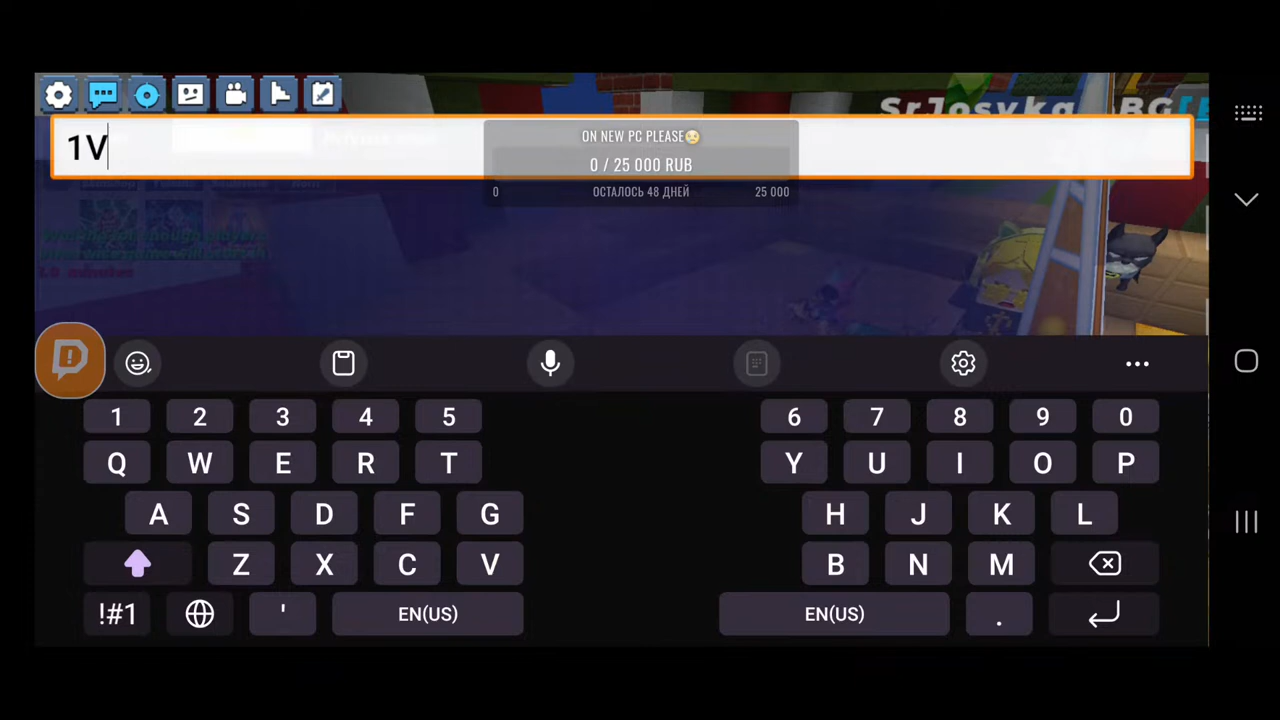 SrJosyka BG[
1V
ON NEW PC PLEASE😢
0 / 25 000 RUB
0 ОСТАЛОСЬ 48 ДНЕЙ 25 000
1 2 3 4 5 6 7 8 9 0
Q W E R T Y U I O P
A S D F G H J K L
Z X C V B N M
!#1 ' EN(US) EN(US) .